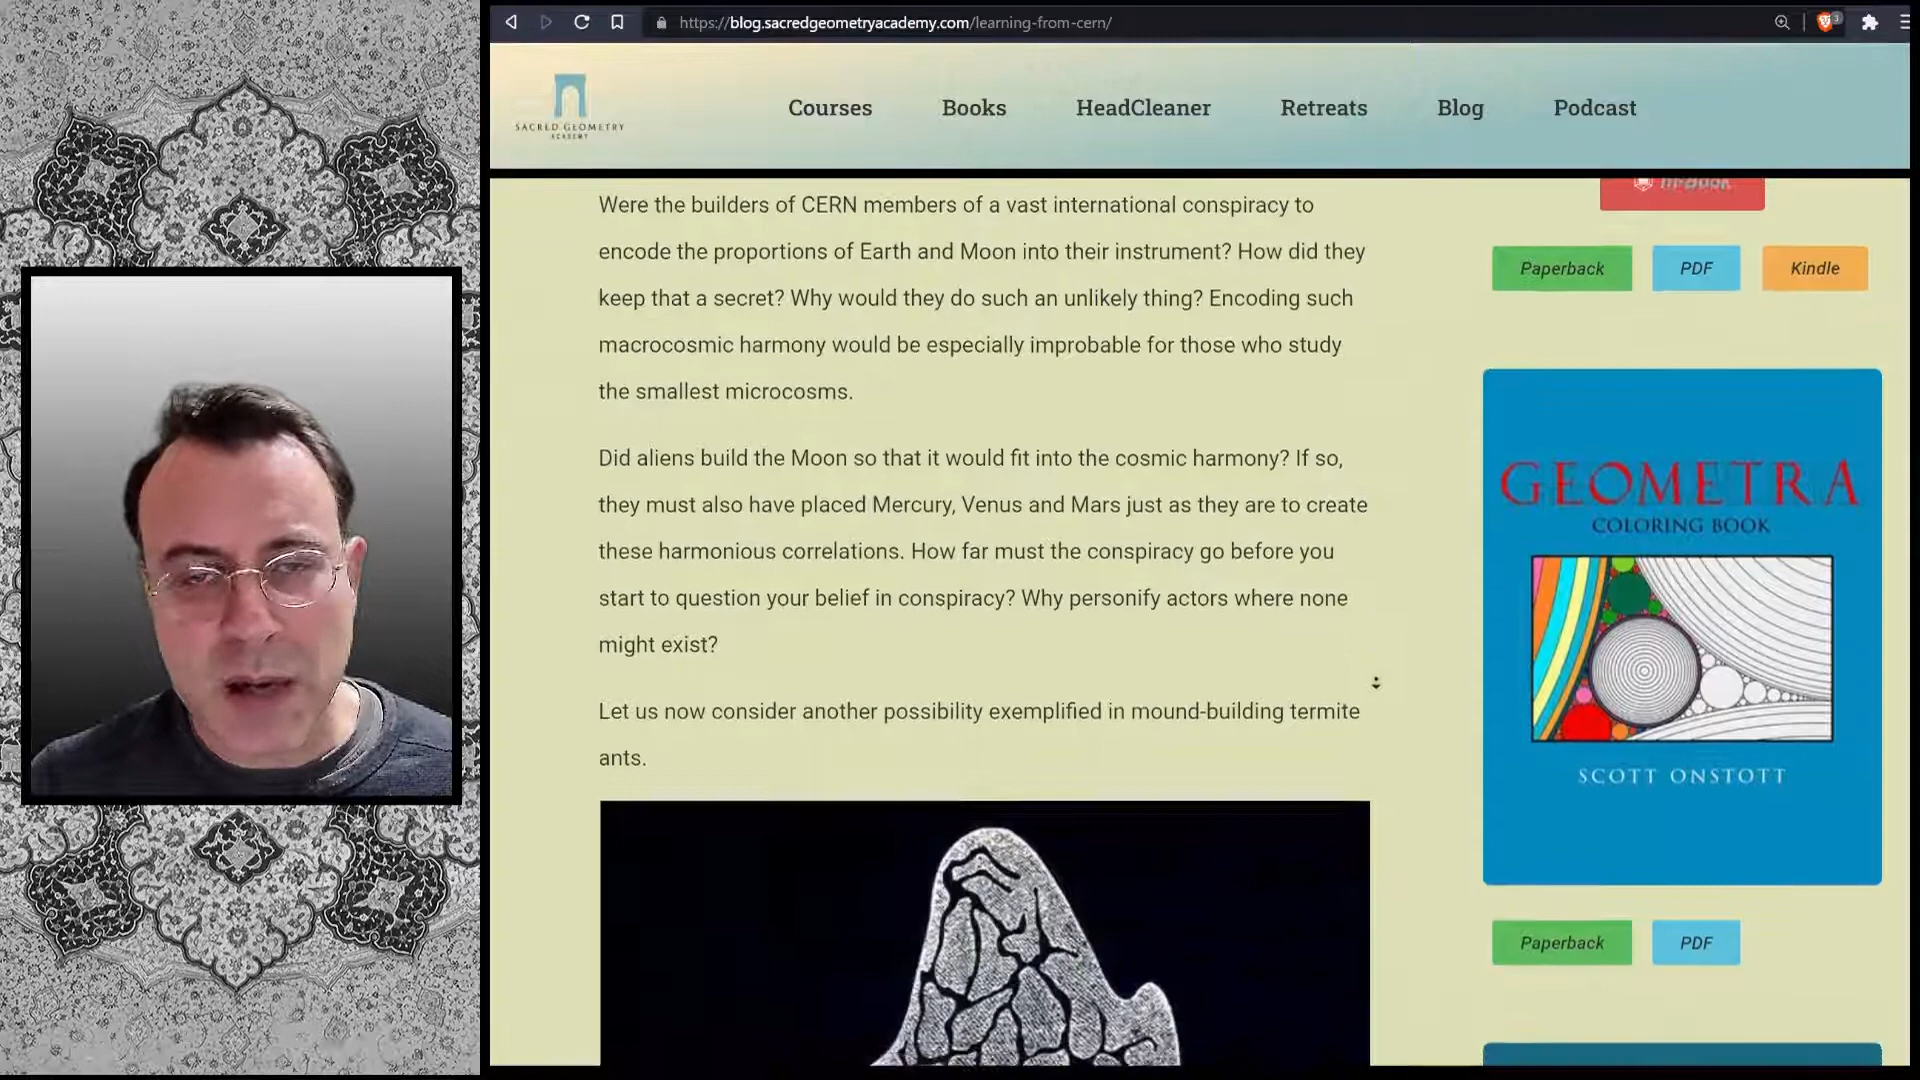 https://blog.sacredgeometryacademy.com/learning-from-cern/
3
SACRED GEOMETRY
ACADEMY
Courses
Books
HeadCleaner
Retreats
Blog
Podcast
Were the builders of CERN members of a vast international conspiracy to
encode the proportions of Earth and Moon into their instrument? How did they
keep that a secret? Why would they do such an unlikely thing? Encoding such
macrocosmic harmony would be especially improbable for those who study
the smallest microcosms.
Did aliens build the Moon so that it would fit into the cosmic harmony? If so,
they must also have placed Mercury, Venus and Mars just as they are to create
these harmonious correlations. How far must the conspiracy go before you
start to question your belief in conspiracy? Why personify actors where none
might exist?
Let us now consider another possibility exemplified in mound-building termite
ants.
Paperback
PDF
Kindle
GEOMETRA
COLORING BOOK
SCOTT ONSTOTT
Paperback
PDF